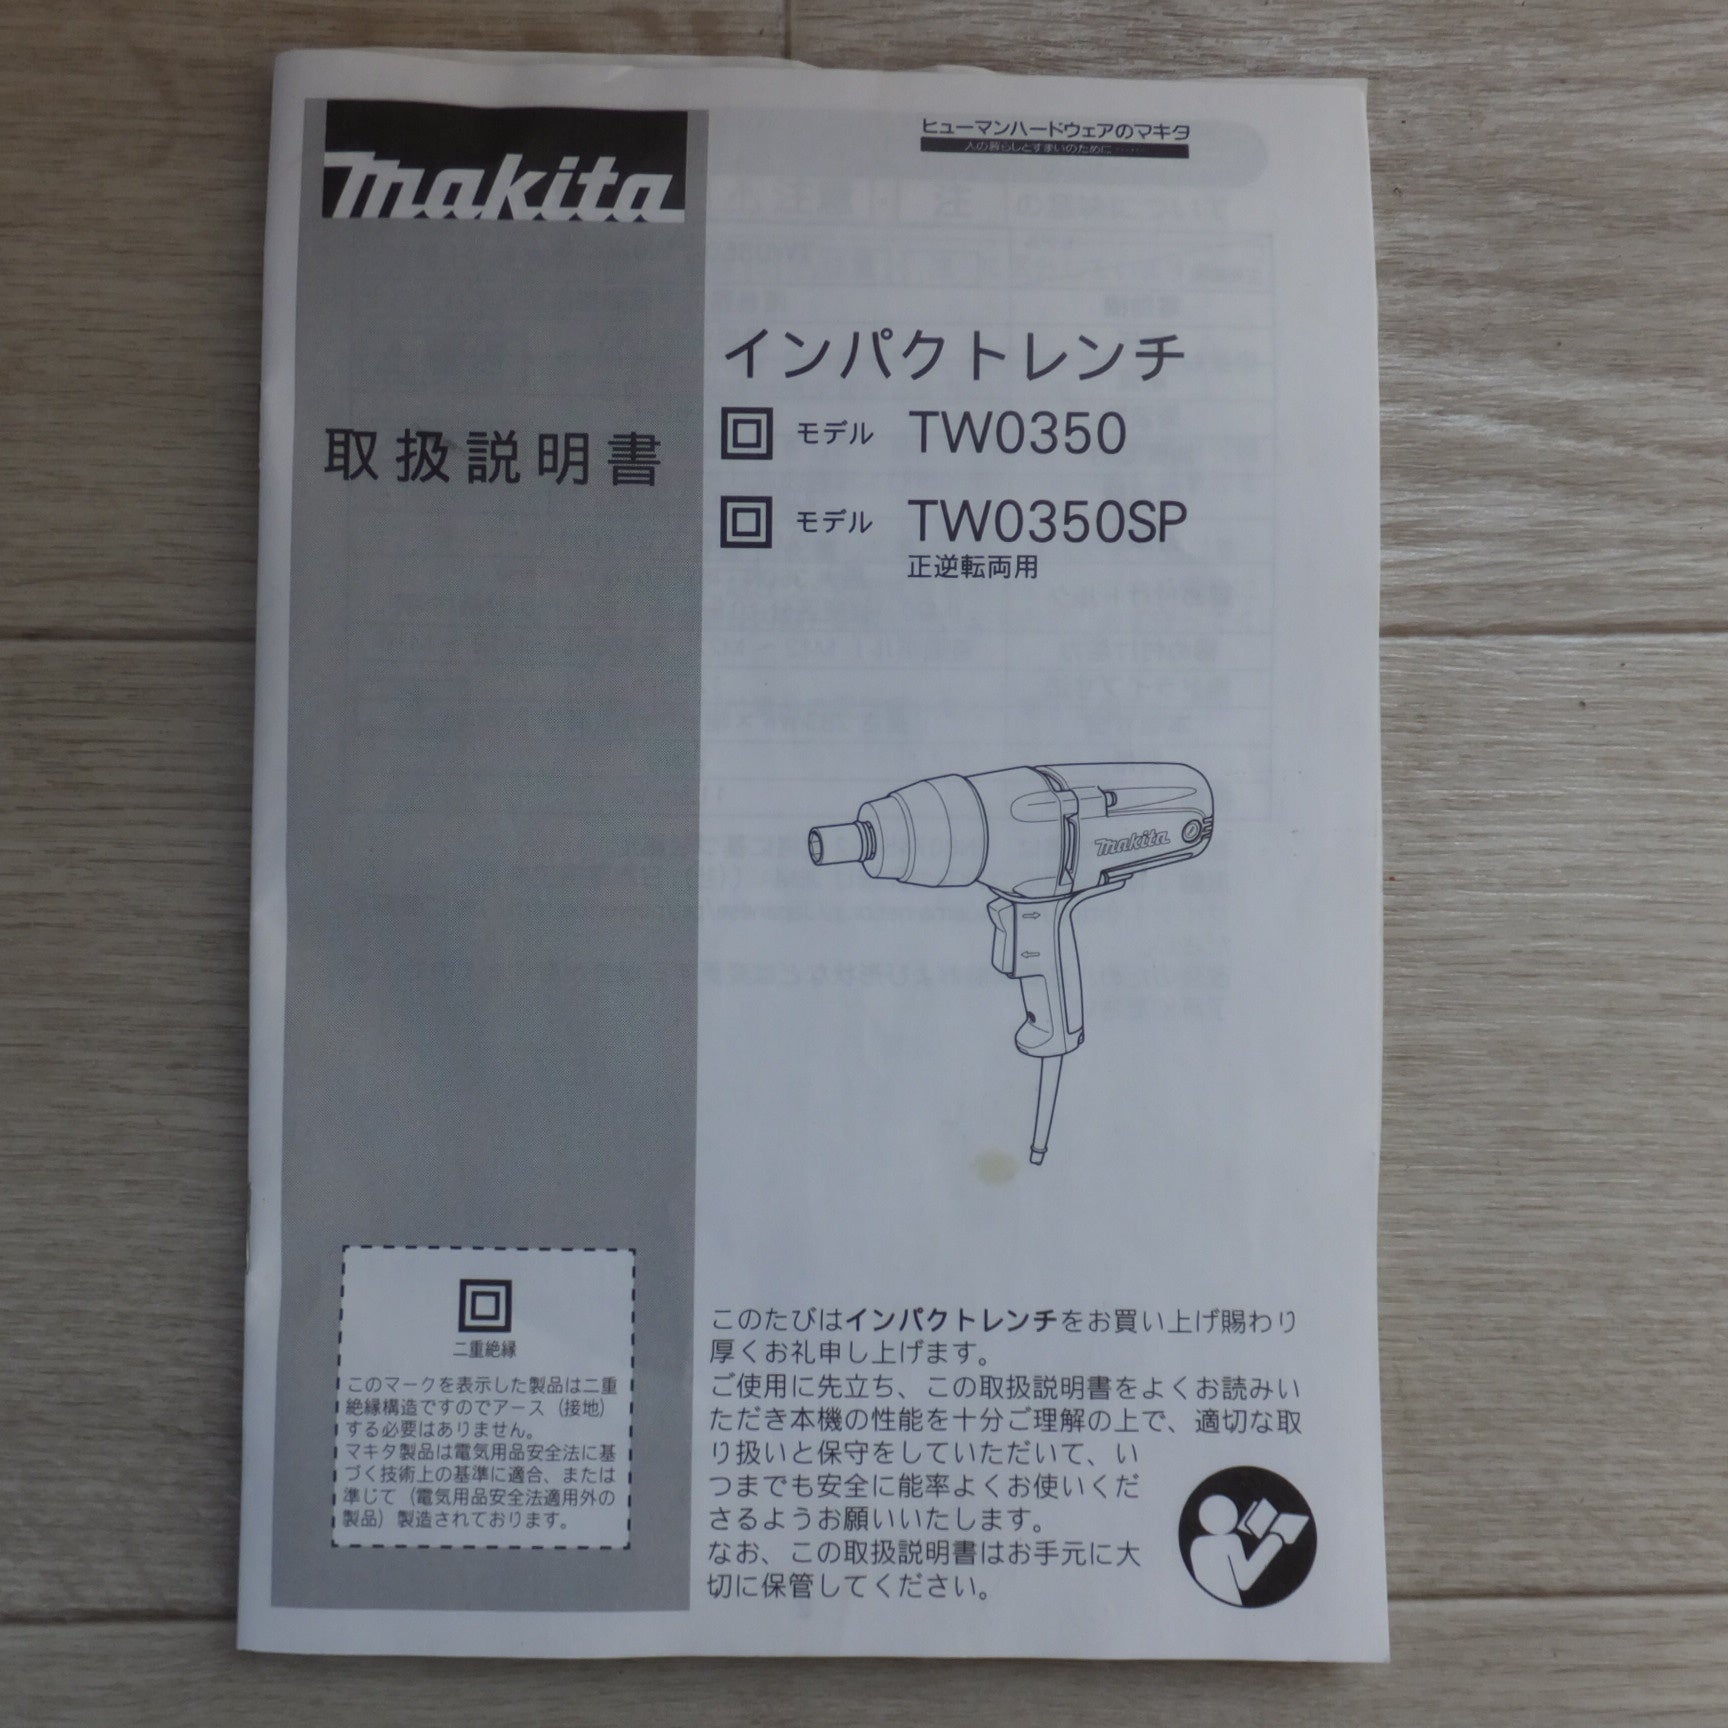 makita
ヒューマンハードウェアのマキタ
人の暮らしとすまいのために……
取扱説明書
インパクトレンチ
モデル TW0350
モデル TW0350SP
正逆転両用
makita
二重絶縁
このマークを表示した製品は二重
絶縁構造ですのでアース（接地）
する必要はありません。
マキタ製品は電気用品安全法に基
づく技術上の基準に適合、または
準じて（電気用品安全法適用外の
製品）製造されております。
このたびはインパクトレンチをお買い上げ賜わり
厚くお礼申し上げます。
ご使用に先立ち、この取扱説明書をよくお読みい
ただき本機の性能を十分ご理解の上で、適切な取
り扱いと保守をしていただいて、い
つまでも安全に能率よくお使いくだ
さるようお願いいたします。
なお、この取扱説明書はお手元に大
切に保管してください。